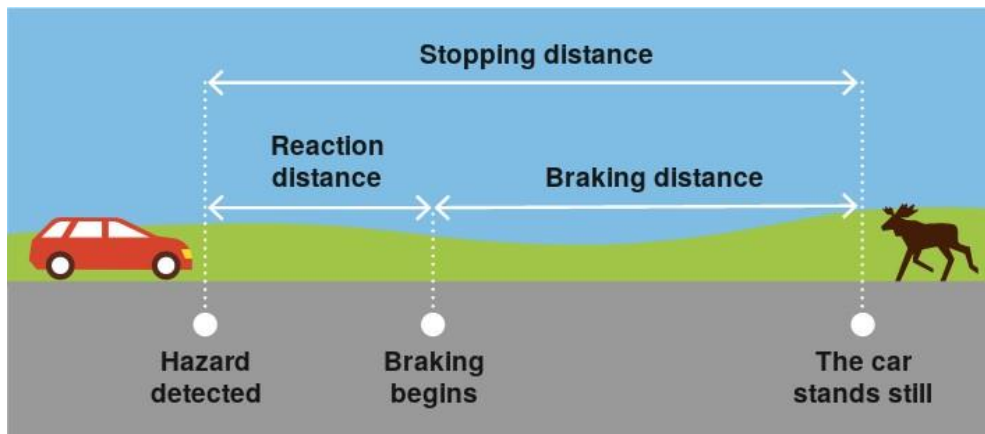 Stopping distance
Reaction
distance
Braking distance
Hazard
detected
Braking
begins
The car
stands still